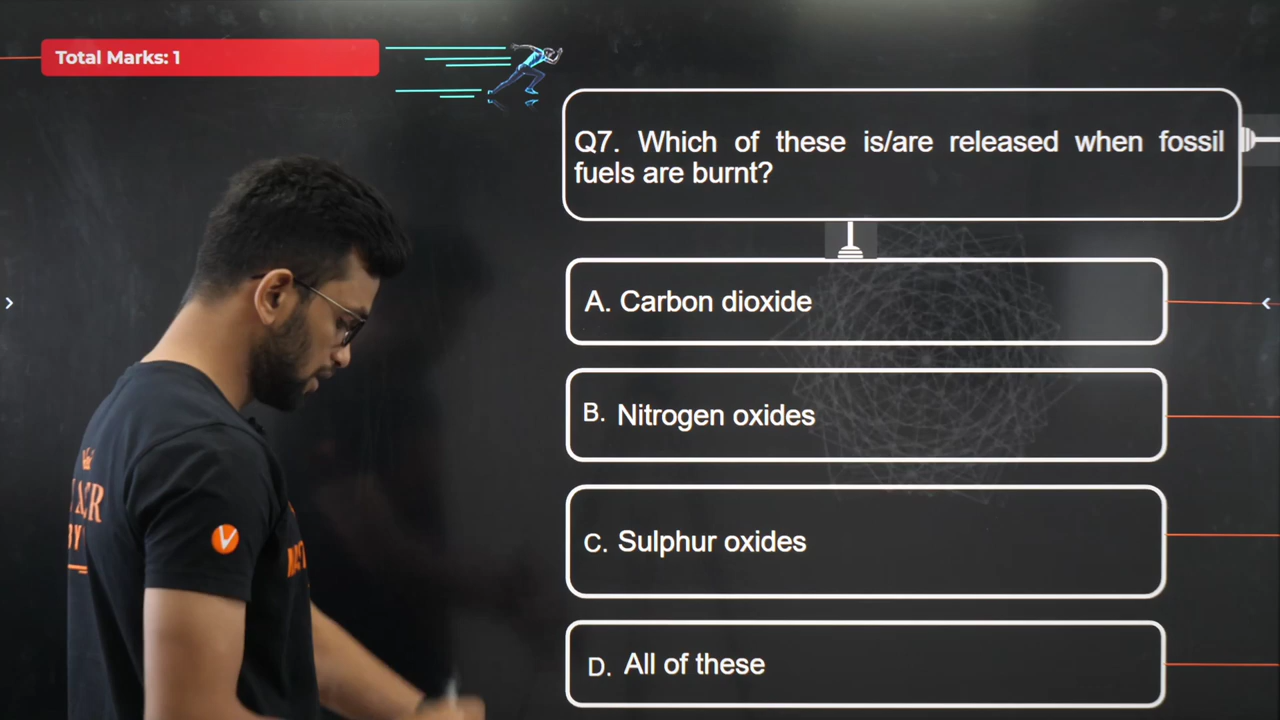 Total Marks: 1
Q7. Which of these is/are released when fossil
fuels are burnt?
A. Carbon dioxide
B. Nitrogen oxides
C. Sulphur oxides
D. All of these